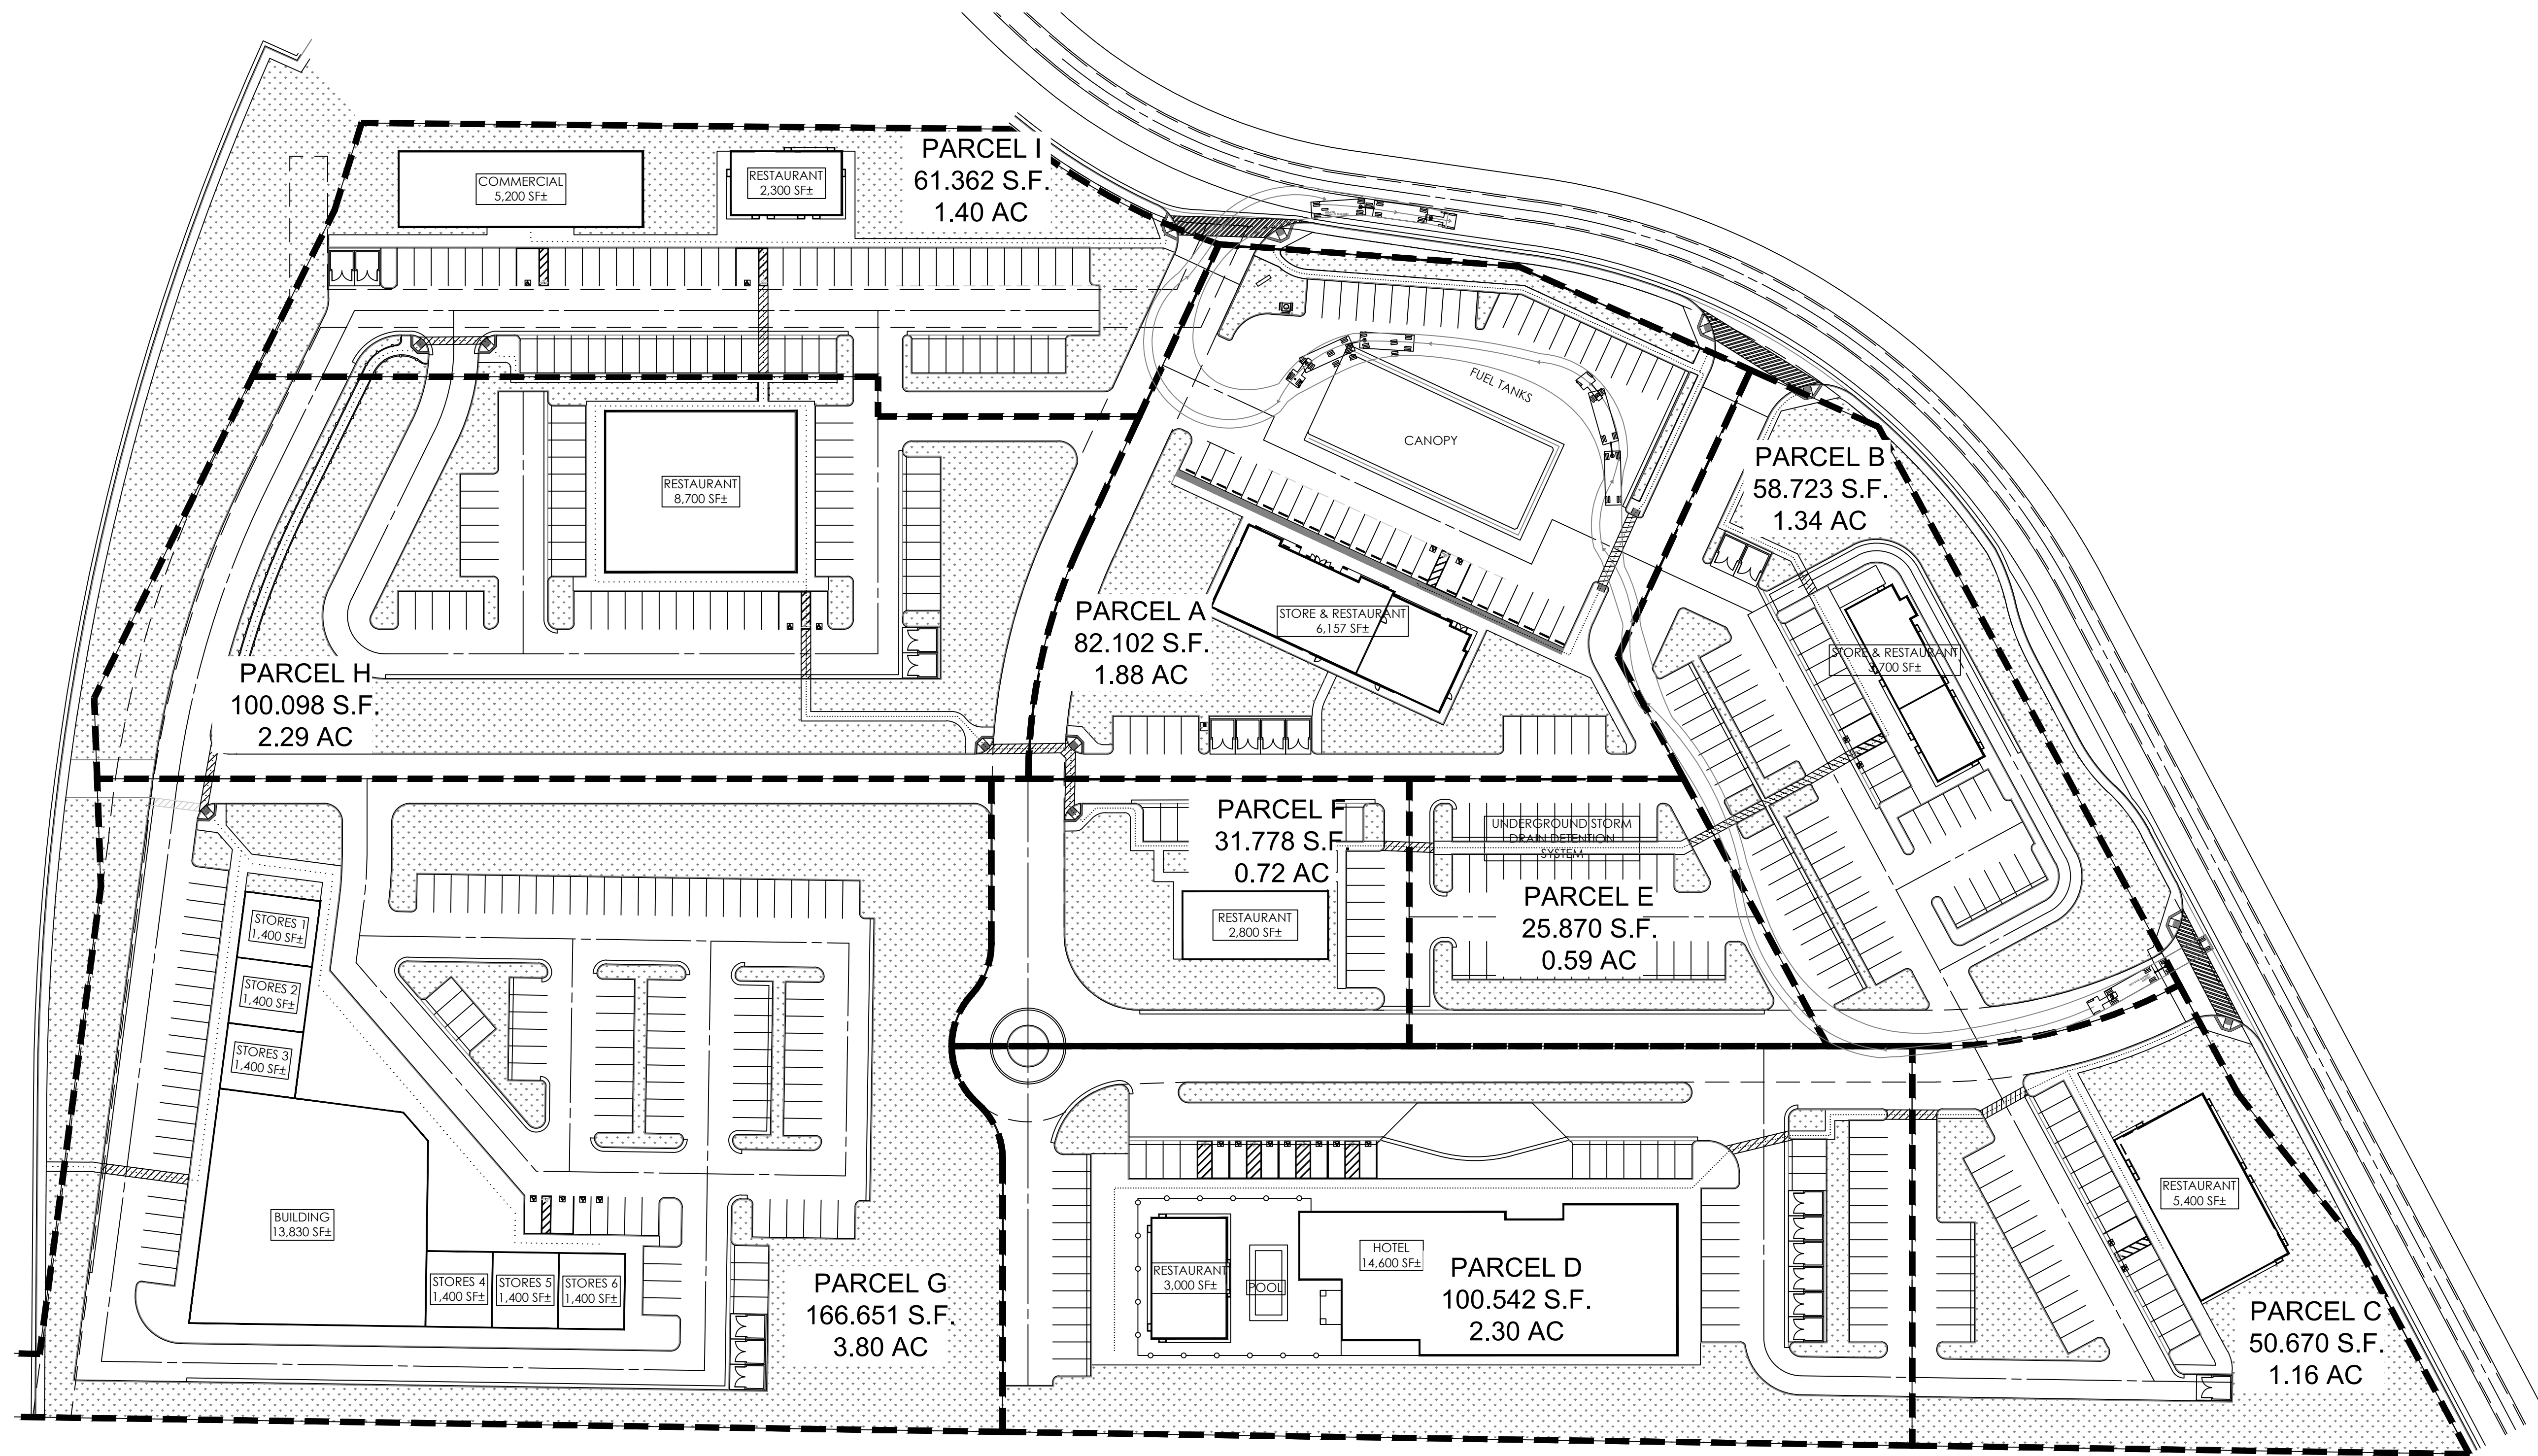 PARCEL I
61.362 S.F.
1.40 AC
COMMERCIAL
5,200 SF±
RESTAURANT
2,300 SF±
FUEL TANKS
CANOPY
PARCEL B
58.723 S.F.
1.34 AC
RESTAURANT
8,700 SF±
PARCEL A
82.102 S.F.
1.88 AC
STORE & RESTAURANT
6,157 SF±
STORE & RESTAURANT
3,700 SF±
PARCEL H
100.098 S.F.
2.29 AC
PARCEL F
31.778 S.F.
0.72 AC
UNDERGROUND STORM
DRAIN DETENTION
SYSTEM
PARCEL E
25.870 S.F.
0.59 AC
RESTAURANT
2,800 SF±
STORES 1
1,400 SF±
STORES 2
1,400 SF±
STORES 3
1,400 SF±
BUILDING
13,830 SF±
STORES 4
1,400 SF±
STORES 5
1,400 SF±
STORES 6
1,400 SF±
PARCEL G
166.651 S.F.
3.80 AC
RESTAURANT
3,000 SF±
POOL
HOTEL
14,600 SF±
PARCEL D
100.542 S.F.
2.30 AC
RESTAURANT
5,400 SF±
PARCEL C
50.670 S.F.
1.16 AC